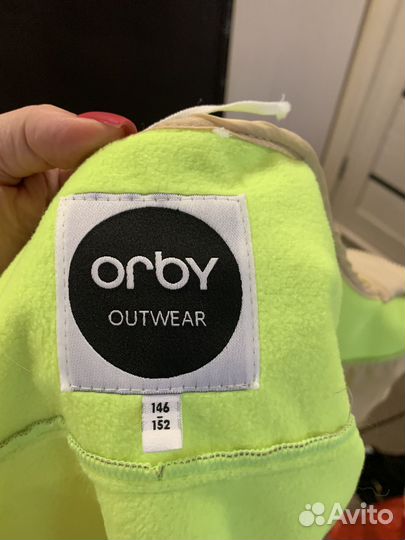 orby
OUTWEAR
146
-
152
Avito